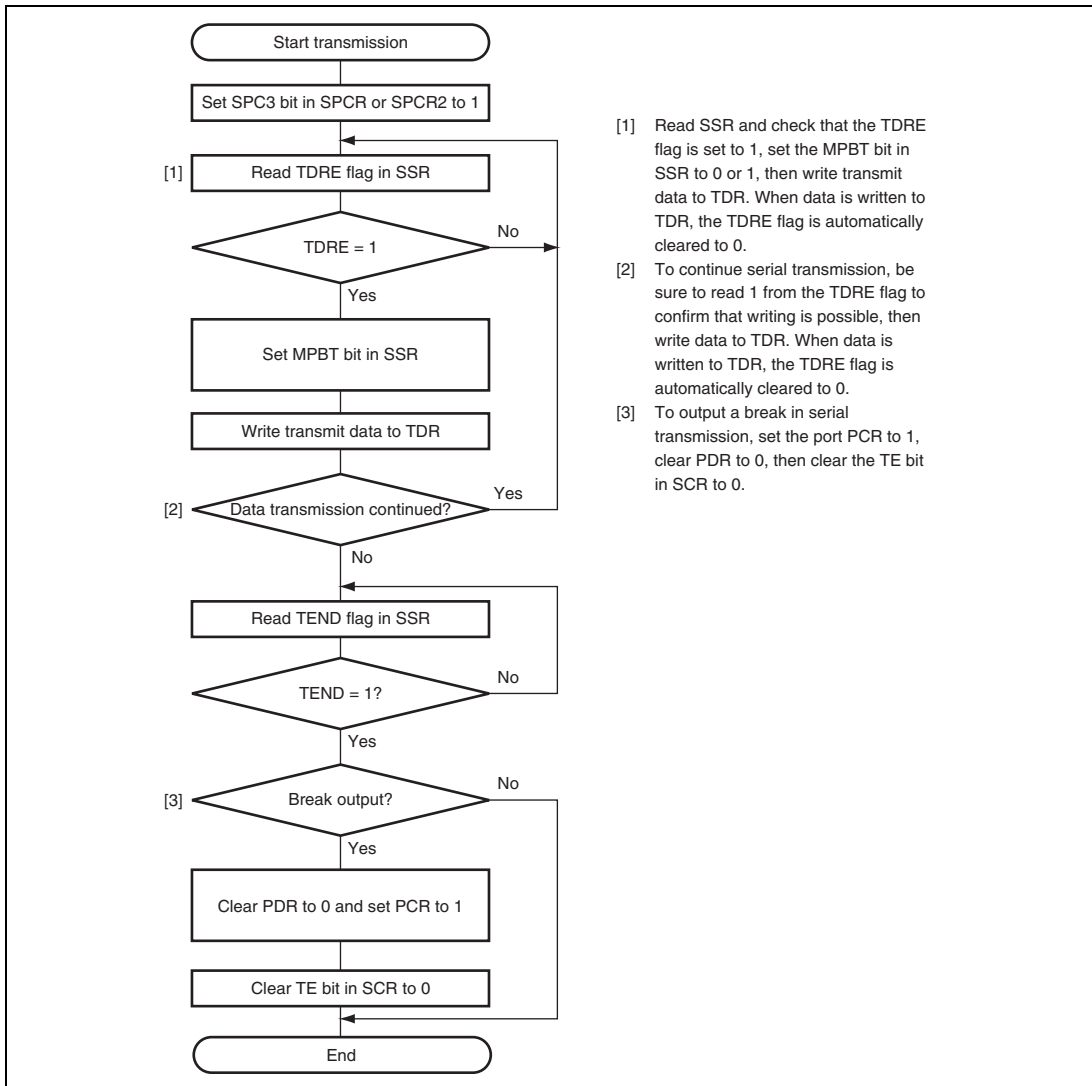 Start transmission
Set SPC3 bit in SPCR or SPCR2 to 1
[1]
Read TDRE flag in SSR
No
TDRE = 1
Yes
Set MPBT bit in SSR
Write transmit data to TDR
Yes
[2]
Data transmission continued?
No
Read TEND flag in SSR
No
TEND = 1?
Yes
No
[3]
Break output?
Yes
Clear PDR to 0 and set PCR to 1
Clear TE bit in SCR to 0
End
[1] Read SSR and check that the TDRE
flag is set to 1, set the MPBT bit in
SSR to 0 or 1, then write transmit
data to TDR. When data is written to
TDR, the TDRE flag is automatically
cleared to 0.
[2] To continue serial transmission, be
sure to read 1 from the TDRE flag to
confirm that writing is possible, then
write data to TDR. When data is
written to TDR, the TDRE flag is
automatically cleared to 0.
[3] To output a break in serial
transmission, set the port PCR to 1,
clear PDR to 0, then clear the TE bit
in SCR to 0.